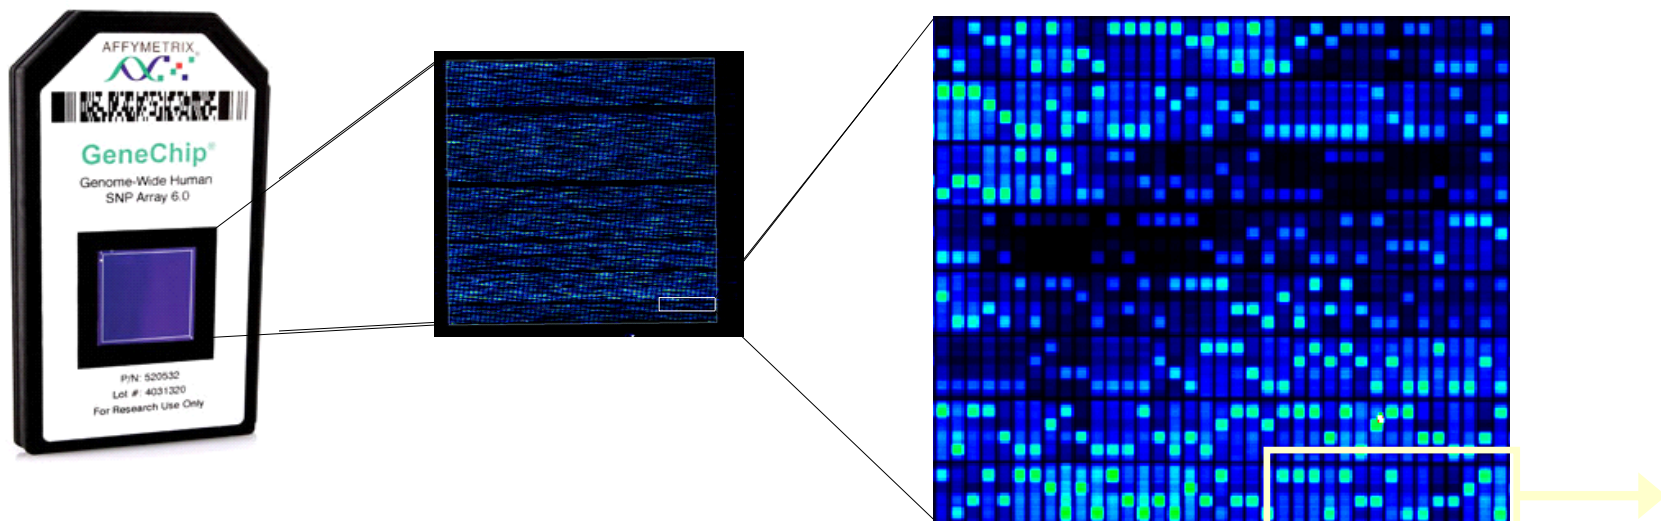 AFFYMETRIX®
GeneChip®
Genome-Wide Human
SNP Array 6.0
P/N: 520532
Lot #: 4031320
For Research Use Only